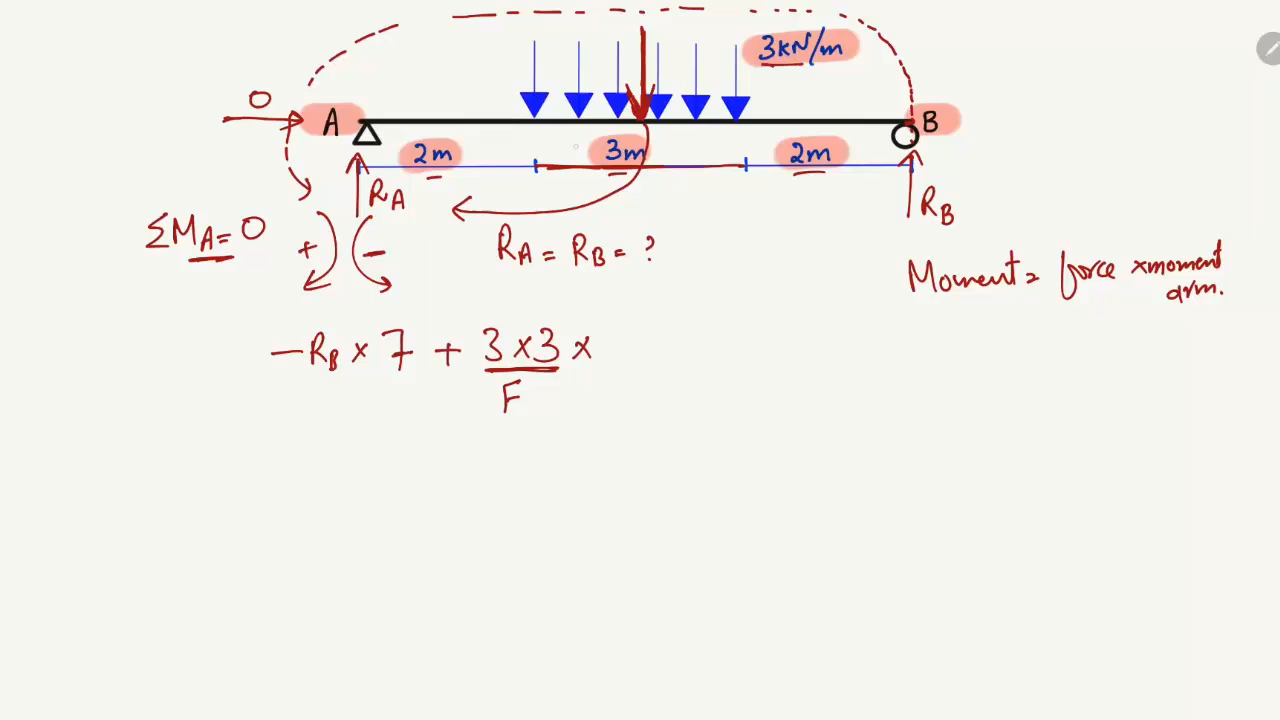 3kN/m
0
A
B
2m
3m
2m
RA
RB
ΣMA=0
+
−
RA = RB = ?
Moment = force × moment
arm.
−RB × 7 + 3×3 ×
F